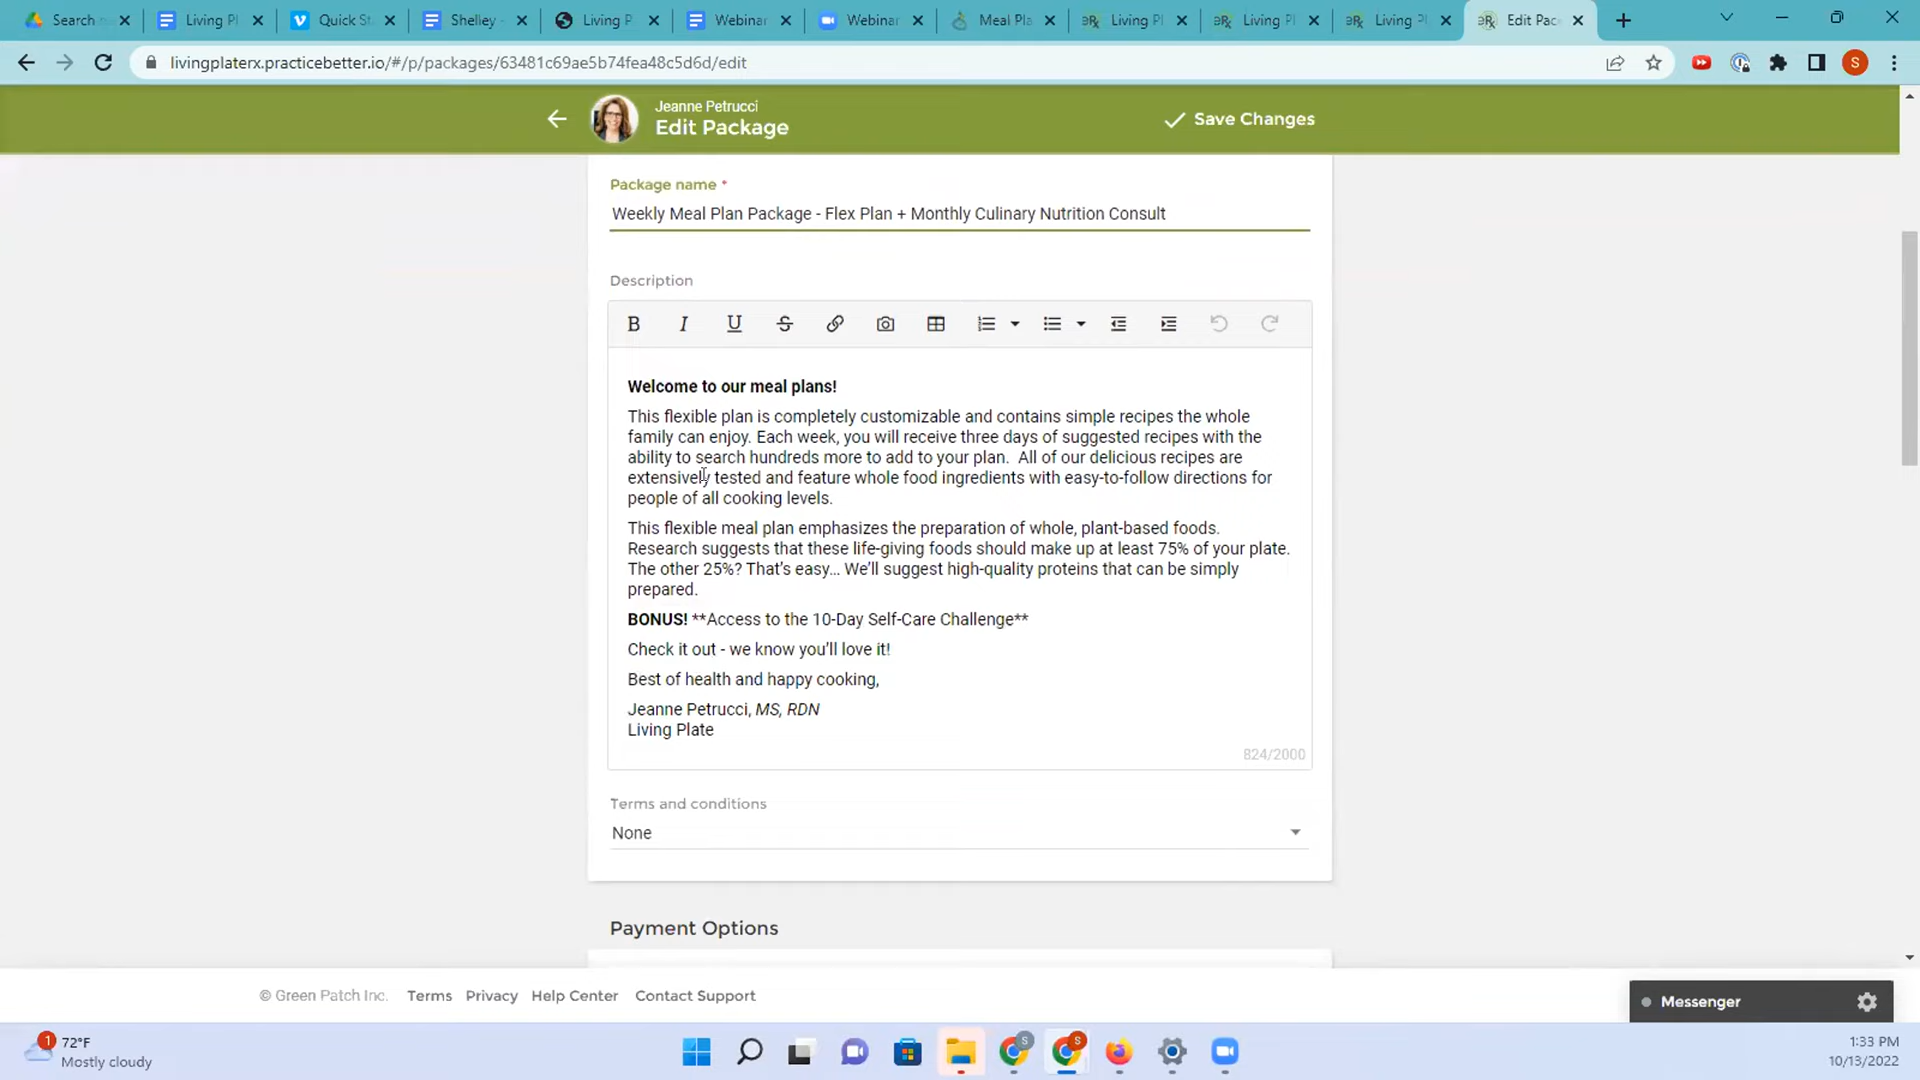 Search
Living Pl
Quick St
Shelley -
Living P
Webinar
Webinar
Meal Pla
Living Pl
Living Pl
Living Pl
Edit Pac
livingplaterx.practicebetter.io/#/p/packages/63481c69ae5b74fea48c5d6d/edit
S
Jeanne Petrucci
Edit Package
Save Changes
Package name *
Weekly Meal Plan Package - Flex Plan + Monthly Culinary Nutrition Consult
Description
B I U S
Welcome to our meal plans!
This flexible plan is completely customizable and contains simple recipes the whole
family can enjoy. Each week, you will receive three days of suggested recipes with the
ability to search hundreds more to add to your plan.  All of our delicious recipes are
extensively tested and feature whole food ingredients with easy-to-follow directions for
people of all cooking levels.
This flexible meal plan emphasizes the preparation of whole, plant-based foods.
Research suggests that these life-giving foods should make up at least 75% of your plate.
The other 25%? That's easy... We'll suggest high-quality proteins that can be simply
prepared.
BONUS! **Access to the 10-Day Self-Care Challenge**
Check it out - we know you'll love it!
Best of health and happy cooking,
Jeanne Petrucci, MS, RDN
Living Plate
824/2000
Terms and conditions
None
Payment Options
© Green Patch Inc. Terms Privacy Help Center Contact Support
Messenger
1
72°F
Mostly cloudy
S
S
1:33 PM
10/13/2022